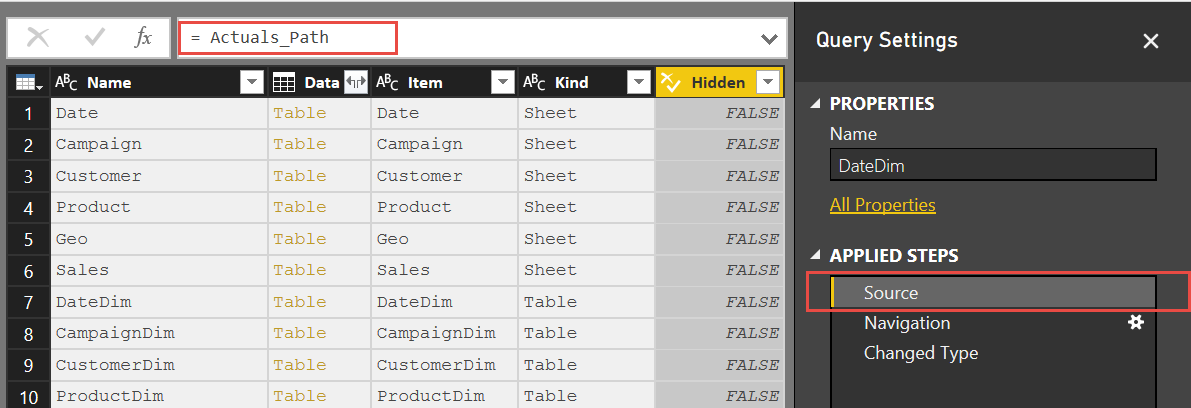 fx = Actuals_Path
Query Settings
ABC Name Data ABC Item ABC Kind Hidden
1 Date Table Date Sheet FALSE
2 Campaign Table Campaign Sheet FALSE
3 Customer Table Customer Sheet FALSE
4 Product Table Product Sheet FALSE
5 Geo Table Geo Sheet FALSE
6 Sales Table Sales Sheet FALSE
7 DateDim Table DateDim Table FALSE
8 CampaignDim Table CampaignDim Table FALSE
9 CustomerDim Table CustomerDim Table FALSE
10 ProductDim Table ProductDim Table FALSE
PROPERTIES
Name
DateDim
All Properties
APPLIED STEPS
Source
Navigation
Changed Type